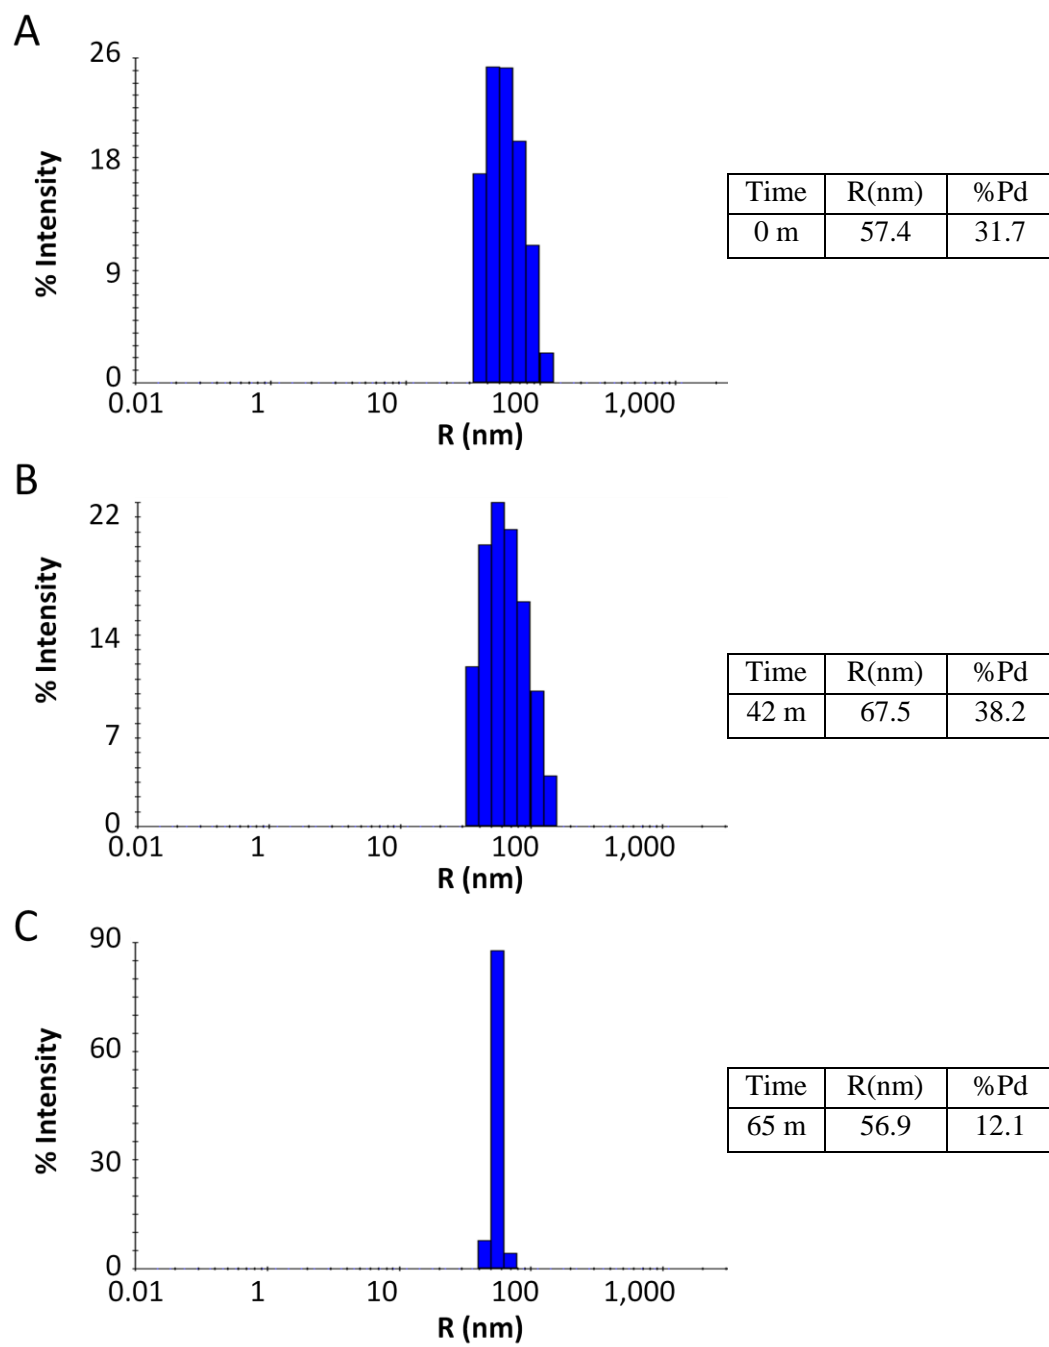 A
26
18
9
0
% Intensity
0.01 1 10 100 1,000
R (nm)
Time R(nm) %Pd
0 m 57.4 31.7
B
22
14
7
0
% Intensity
0.01 1 10 100 1,000
R (nm)
Time R(nm) %Pd
42 m 67.5 38.2
C
90
60
30
0
% Intensity
0.01 1 10 100 1,000
R (nm)
Time R(nm) %Pd
65 m 56.9 12.1